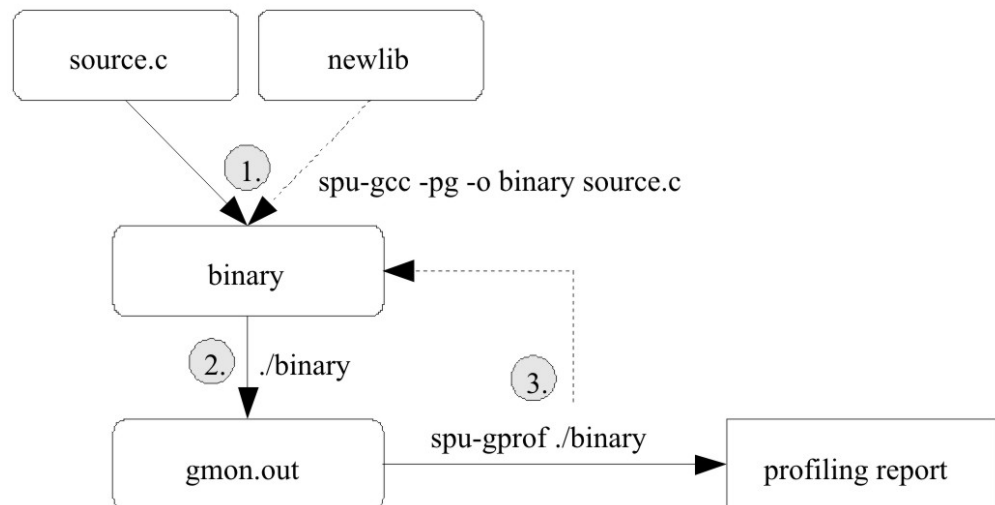 source.c
newlib
1.
spu-gcc -pg -o binary source.c
binary
2.
./binary
3.
spu-gprof ./binary
gmon.out
profiling report